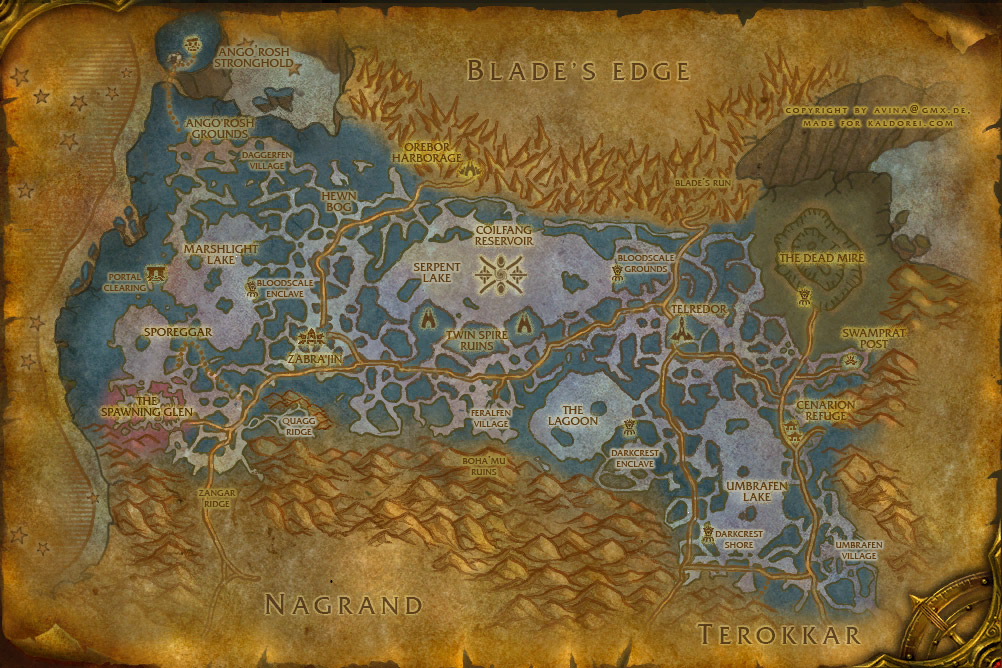 ANGO'ROSH
STRONGHOLD
BLADE'S EDGE
COPYRIGHT BY AVINA@GMX.DE,
MADE FOR KALDOREI.COM
ANGO'ROSH
GROUNDS
DAGGERFEN
VILLAGE
OREBOR
HARBORAGE
BLADE'S RUN
HEWN
BOG
COILFANG
RESERVOIR
MARSHLIGHT
LAKE
SERPENT
LAKE
BLOODSCALE
GROUNDS
THE DEAD MIRE
PORTAL
CLEARING
BLOODSCALE
ENCLAVE
TELREDOR
SPOREGGAR
TWIN SPIRE
RUINS
SWAMPRAT
POST
ZABRA'JIN
THE
SPAWNING GLEN
QUAGG
RIDGE
FERALFEN
VILLAGE
THE
LAGOON
CENARION
REFUGE
DARKCREST
ENCLAVE
BOHA'MU
RUINS
UMBRAFEN
LAKE
ZANGAR
RIDGE
DARKCREST
SHORE
UMBRAFEN
VILLAGE
NAGRAND
TEROKKAR